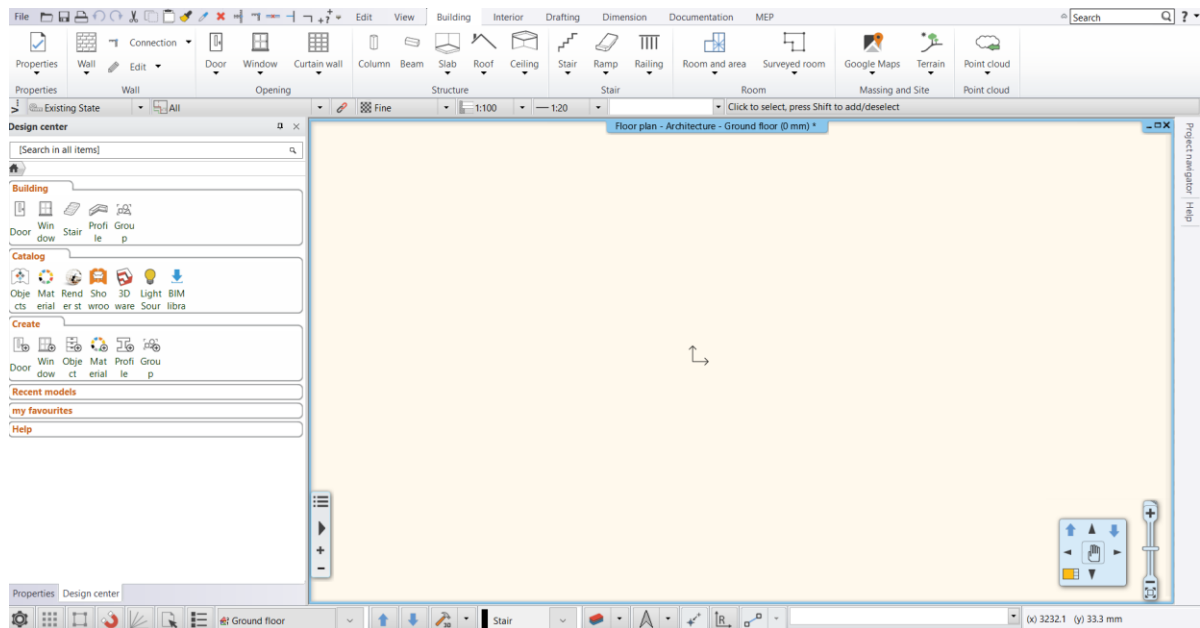 File Edit View Building Interior Drafting Dimension Documentation MEP Search ?
Properties Wall Connection Edit Door Window Curtain wall Column Beam Slab Roof Ceiling Stair Ramp Railing Room and area Surveyed room Google Maps Terrain Point cloud
Properties Wall Opening Structure Stair Room Massing and Site Point cloud
Existing State All Fine 1:100 1:20 Click to select, press Shift to add/deselect
Design center
Floor plan - Architecture - Ground floor (0 mm) *
[Search in all items]
Project navigator
Help
Building
Door Win Stair Profi Grou
dow le p
Catalog
Obje Mat Rend Sho 3D Light BIM
cts erial er st wroo ware Sour libra
Create
Door Win Obje Mat Profi Grou
dow ct erial le p
Recent models
my favourites
Help
Properties Design center
Ground floor Stair (x) 3232.1 (y) 33.3 mm